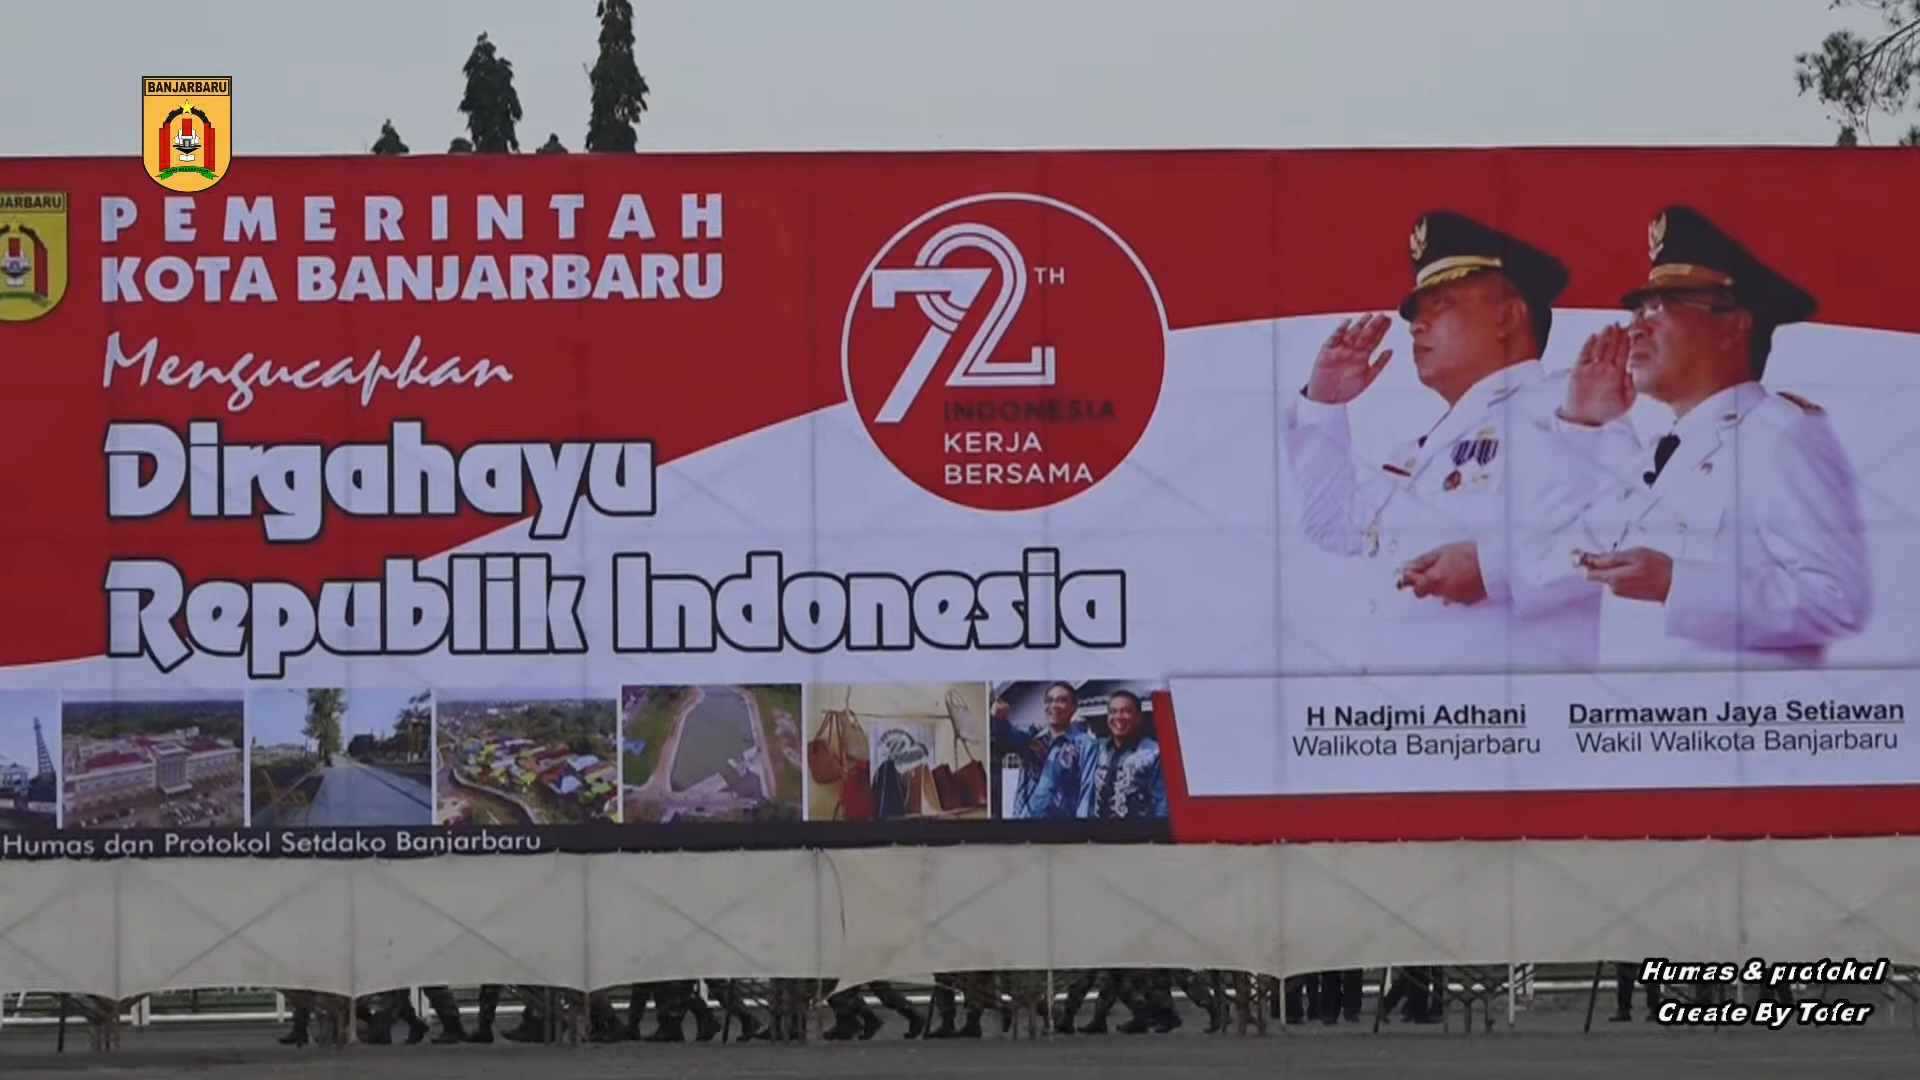 BANJARBARU
JARBARU
PEMERINTAH
KOTA BANJARBARU
Mengucapkan
Dirgahayu
Republik Indonesia
72TH
INDONESIA
KERJA
BERSAMA
H Nadjmi Adhani
Walikota Banjarbaru
Darmawan Jaya Setiawan
Wakil Walikota Banjarbaru
Humas dan Protokol Setdako Banjarbaru
Humas & protokol
Create By Tofer